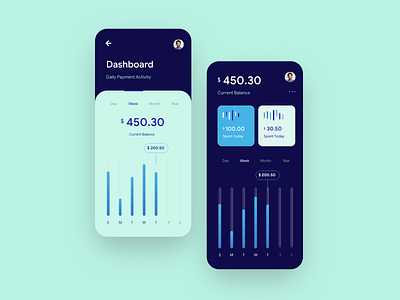 Dashboard
Daily Payment Activity
Day Week Month Year
$ 450.30
Current Balance
$ 200.50
S M T W T F S
$ 450.30
Current Balance
$ 100.00
Spent Today
$ 30.50
Spent Today
Day Week Month Year
$ 200.50
S M T W T F S